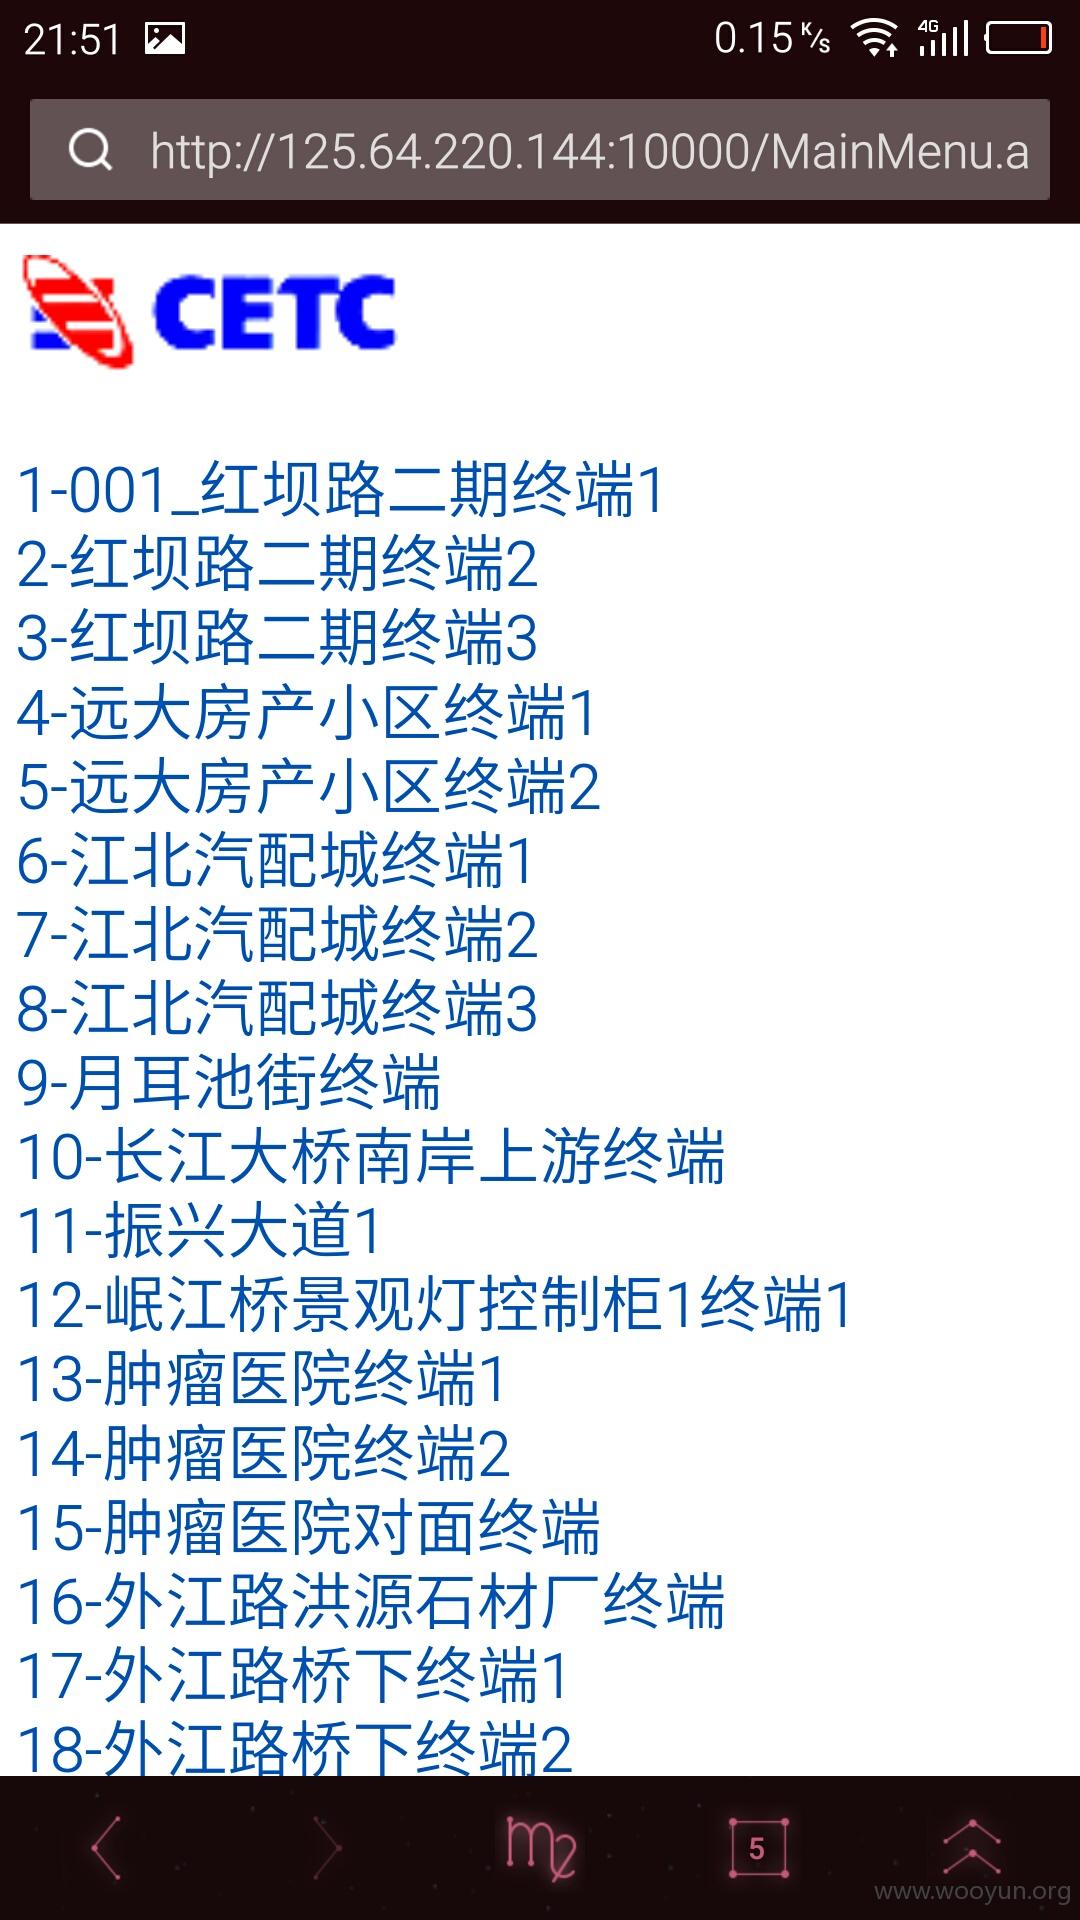 21:51 0.15 K/s 4G
http://125.64.220.144:10000/MainMenu.a
CETC
1-001_红坝路二期终端1
2-红坝路二期终端2
3-红坝路二期终端3
4-远大房产小区终端1
5-远大房产小区终端2
6-江北汽配城终端1
7-江北汽配城终端2
8-江北汽配城终端3
9-月耳池街终端
10-长江大桥南岸上游终端
11-振兴大道1
12-岷江桥景观灯控制柜1终端1
13-肿瘤医院终端1
14-肿瘤医院终端2
15-肿瘤医院对面终端
16-外江路洪源石材厂终端
17-外江路桥下终端1
18-外江路桥下终端2
5
www.wooyun.org